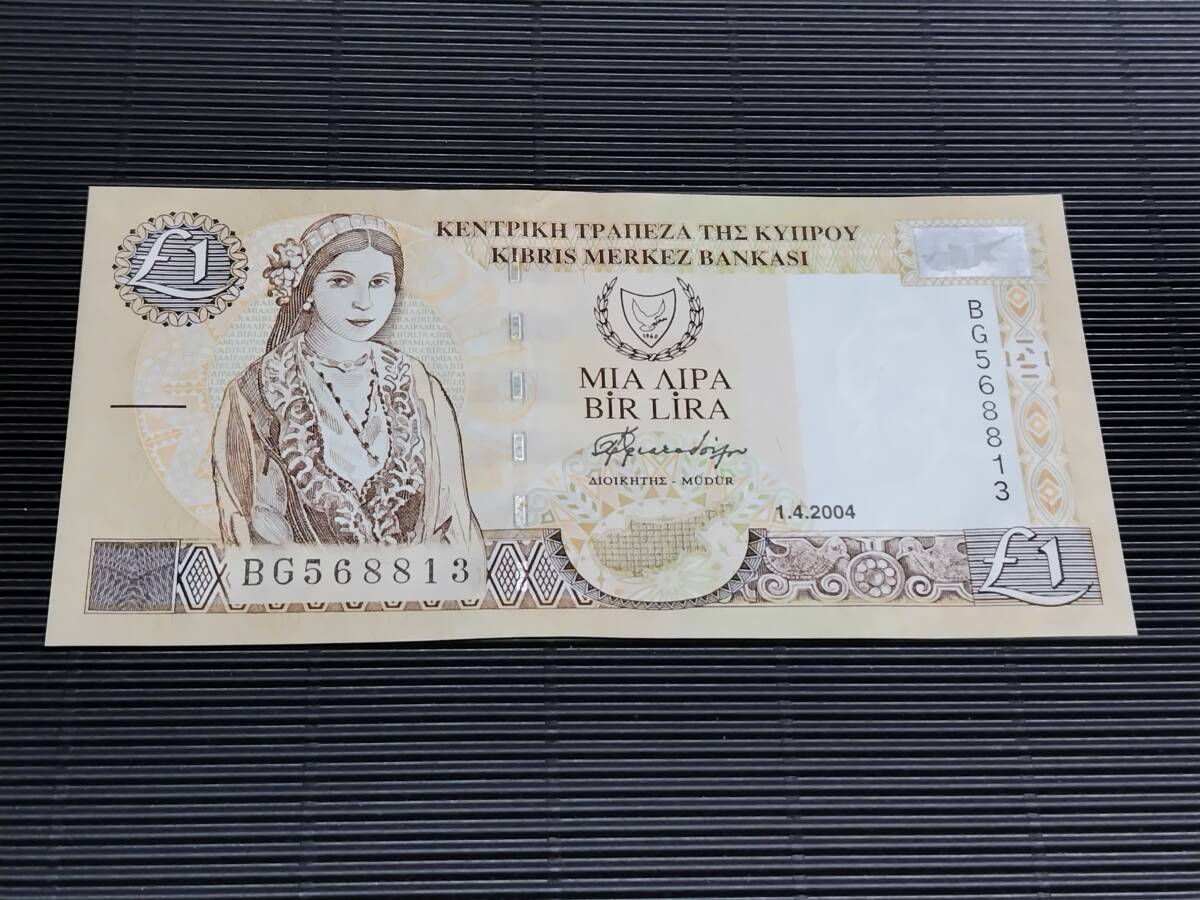 £1
ΚΕΝΤΡΙΚΗ ΤΡΑΠΕΖΑ ΤΗΣ ΚΥΠΡΟΥ
KIBRIS MERKEZ BANKASI
1960
ΜΙΑ ΛΙΡΑ
BİR LİRA
ΔΙΟΙΚΗΤΗΣ - MÜDÜR
1.4.2004
BG568813
BG568813
£1